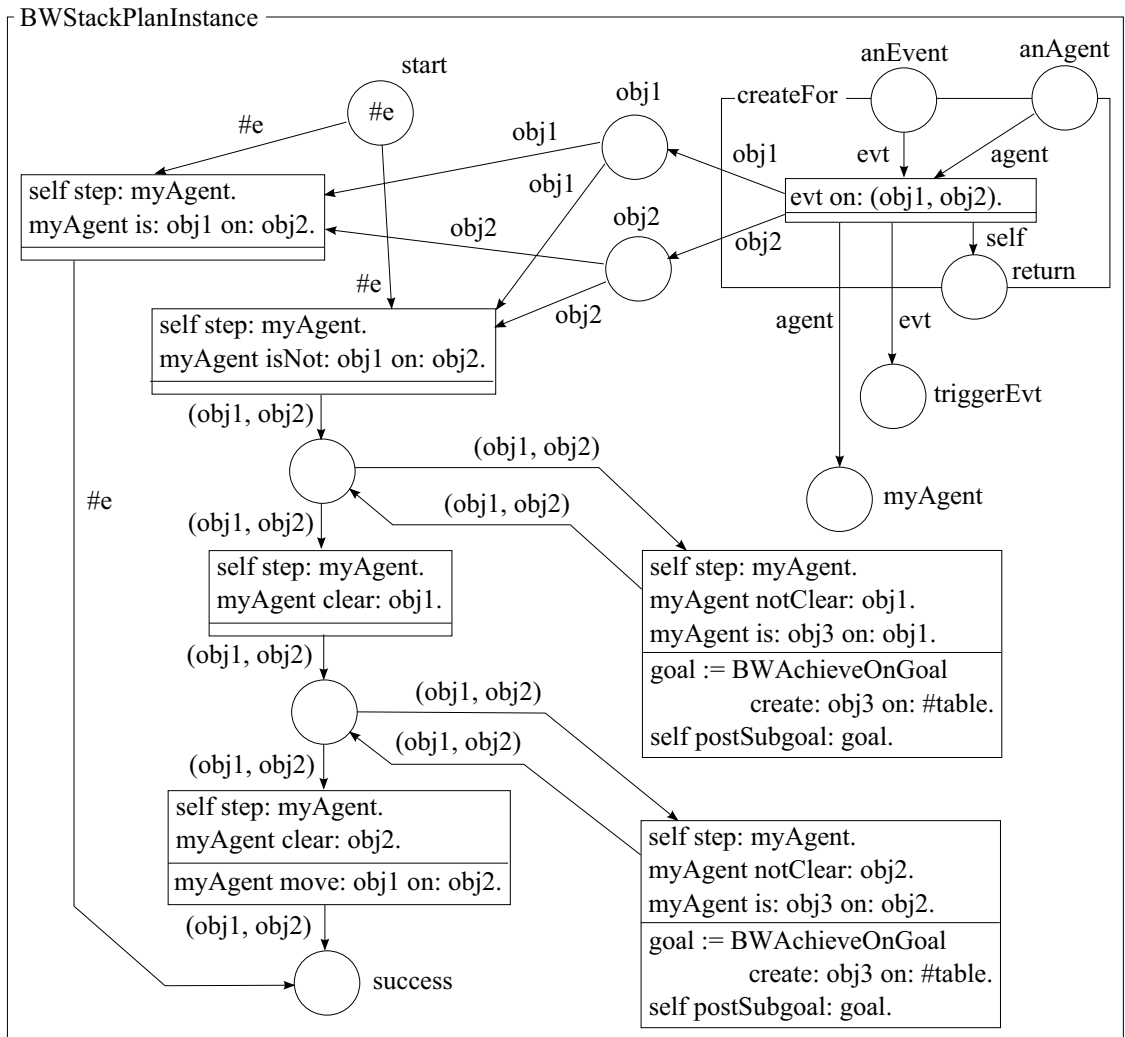 BWStackPlanInstance
start
anEvent
anAgent
#e
obj1
createFor
#e
obj1
obj1
evt
agent
self step: myAgent.
myAgent is: obj1 on: obj2.
obj1
evt on: (obj1, obj2).
obj2
obj2
obj2
self
return
#e
obj2
agent
evt
self step: myAgent.
myAgent isNot: obj1 on: obj2.
triggerEvt
(obj1, obj2)
(obj1, obj2)
#e
myAgent
(obj1, obj2)
(obj1, obj2)
self step: myAgent.
myAgent clear: obj1.
self step: myAgent.
myAgent notClear: obj1.
myAgent is: obj3 on: obj1.
goal := BWAchieveOnGoal
create: obj3 on: #table.
self postSubgoal: goal.
(obj1, obj2)
(obj1, obj2)
(obj1, obj2)
(obj1, obj2)
self step: myAgent.
myAgent clear: obj2.
myAgent move: obj1 on: obj2.
self step: myAgent.
myAgent notClear: obj2.
myAgent is: obj3 on: obj2.
goal := BWAchieveOnGoal
create: obj3 on: #table.
self postSubgoal: goal.
(obj1, obj2)
success